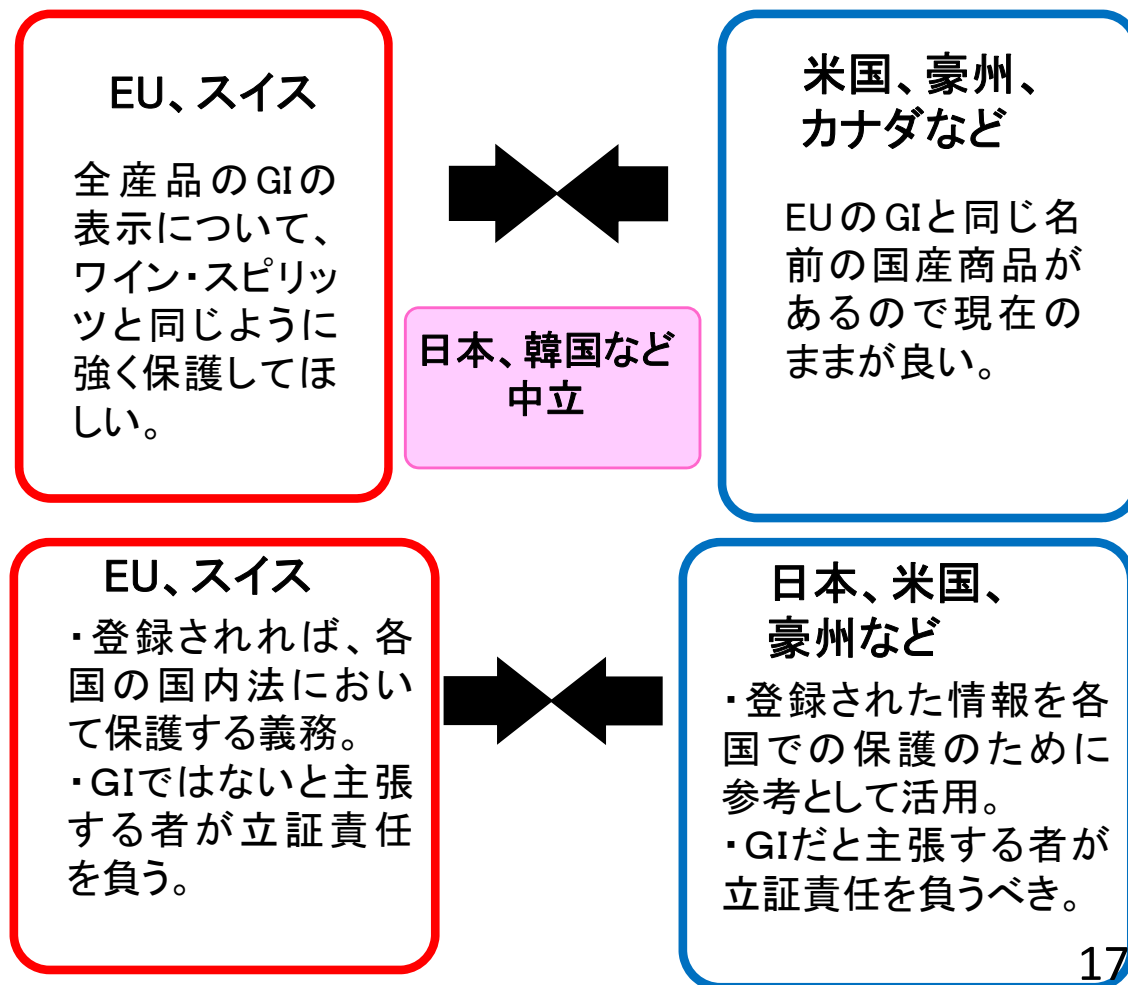 EU、スイス
全産品のGIの
表示について、
ワイン・スピリッ
ツと同じように
強く保護してほ
しい。
日本、韓国など
中立
米国、豪州、
カナダなど
EUのGIと同じ名
前の国産商品が
あるので現在の
ままが良い。
EU、スイス
・登録されれば、各
国の国内法におい
て保護する義務。
・GIではないと主張
する者が立証責任
を負う。
日本、米国、
豪州など
・登録された情報を各
国での保護のために
参考として活用。
・GIだと主張する者が
立証責任を負うべき。
17